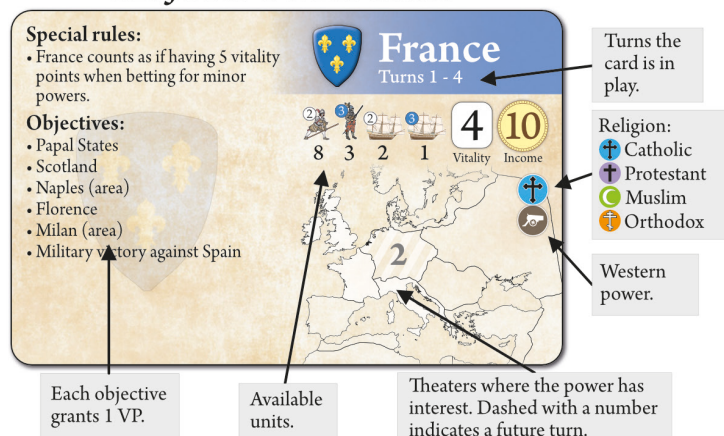 Special rules:
• France counts as if having 5 vitality
points when betting for minor
powers.
Objectives:
• Papal States
• Scotland
• Naples (area)
• Florence
• Milan (area)
• Military victory against Spain
France
Turns 1 - 4
2 3 2 3
8 3 2 1
4 10
Vitality Income
2
Turns the
card is in
play.
Religion:
Catholic
Protestant
Muslim
Orthodox
Western
power.
Each objective
grants 1 VP.
Available
units.
Theaters where the power has
interest. Dashed with a number
indicates a future turn.